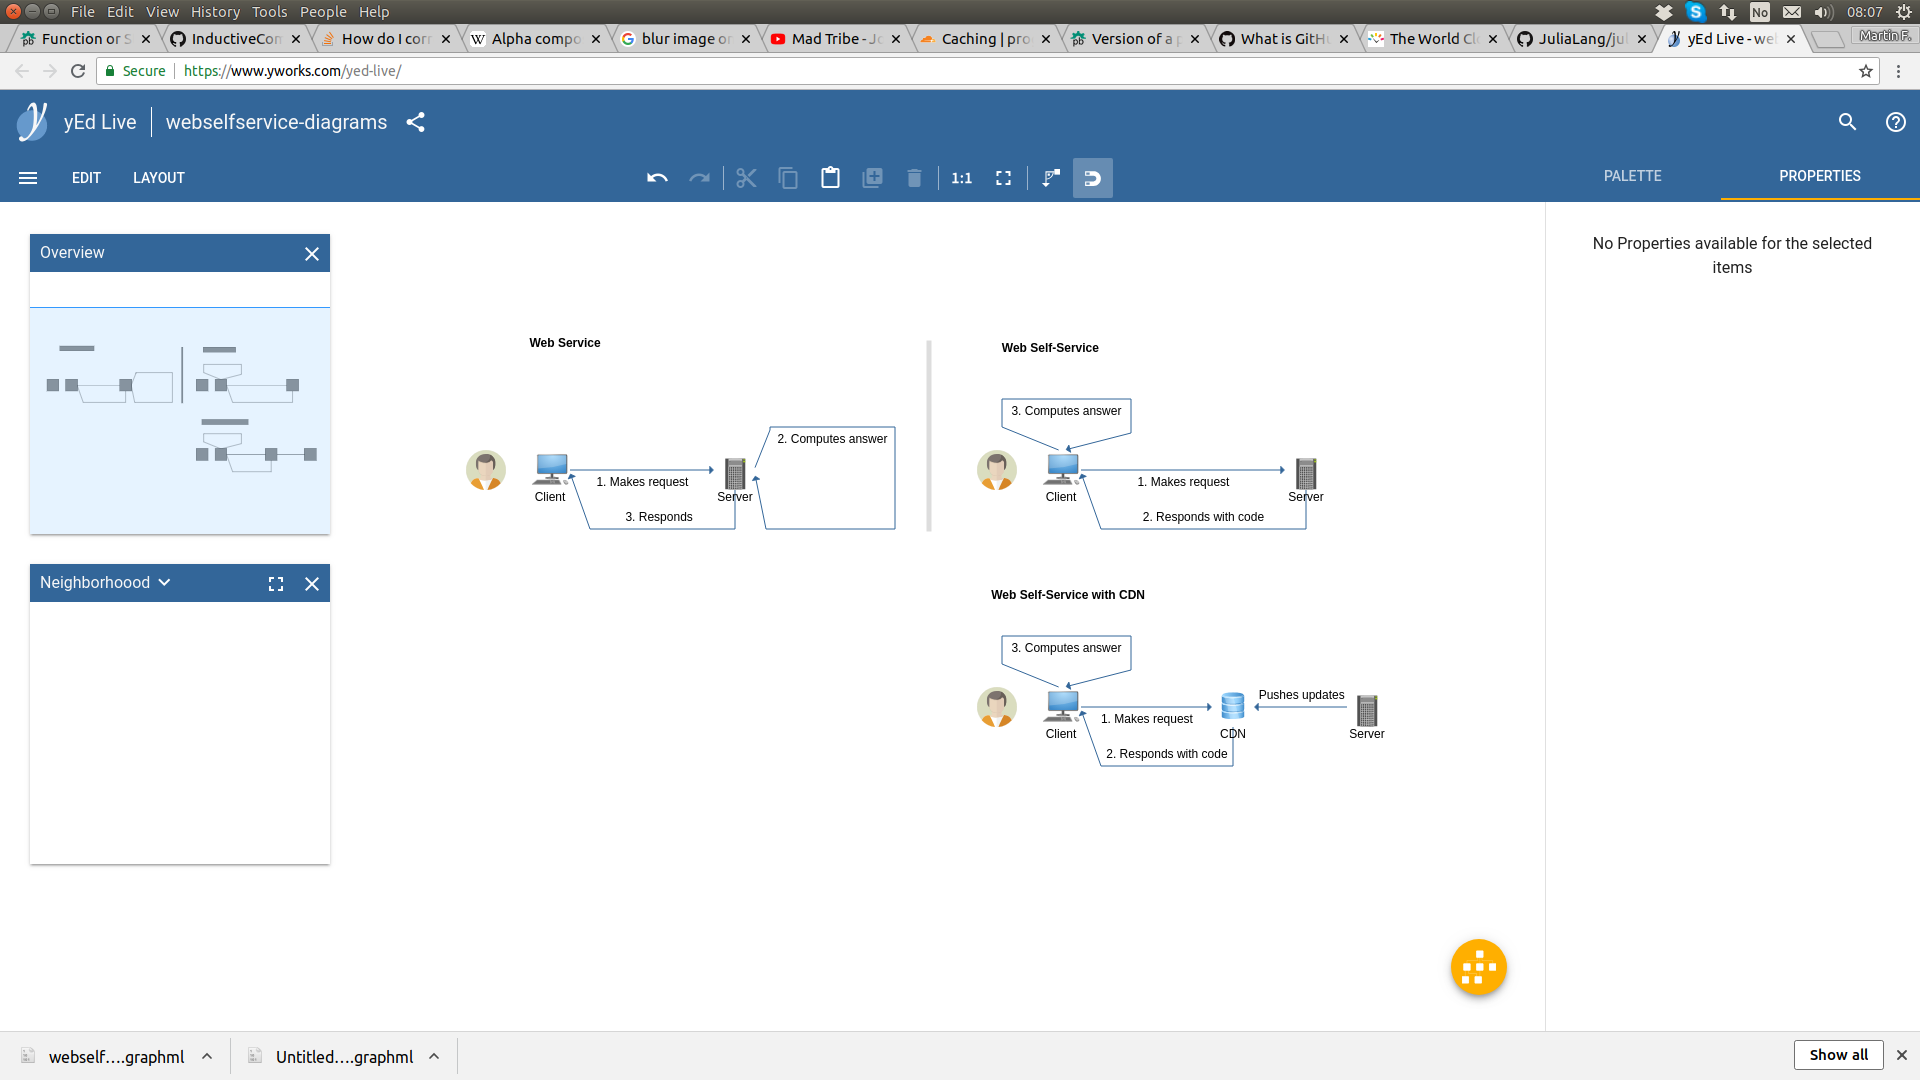 File Edit View History Tools People Help
No 08:07
Function or S InductiveCon How do I corr Alpha compo blur image on Mad Tribe - Jo Caching | pro Version of a p What is GitHu The World Cl JuliaLang/jul yEd Live - we Martin F.
Secure https://www.yworks.com/yed-live/
yEd Live webselfservice-diagrams
EDIT LAYOUT 1:1 PALETTE PROPERTIES
Overview
No Properties available for the selected
items
Neighborhoood
Web Service
2. Computes answer
1. Makes request
Client
Server
3. Responds
Web Self-Service
3. Computes answer
1. Makes request
Client
Server
2. Responds with code
Web Self-Service with CDN
3. Computes answer
Pushes updates
1. Makes request
Client
CDN
Server
2. Responds with code
webself....graphml Untitled....graphml Show all